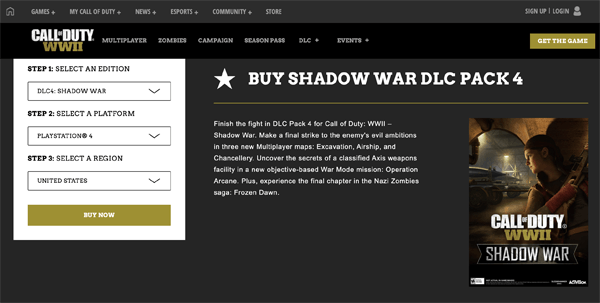 GAMES + MY CALL OF DUTY + NEWS + ESPORTS + COMMUNITY + STORE SIGN UP | LOGIN
CALL OF DUTY
WWII
MULTIPLAYER ZOMBIES CAMPAIGN SEASON PASS DLC + EVENTS + GET THE GAME
STEP 1: SELECT AN EDITION
DLC4: SHADOW WAR
STEP 2: SELECT A PLATFORM
PLAYSTATION® 4
STEP 3: SELECT A REGION
UNITED STATES
BUY NOW
BUY SHADOW WAR DLC PACK 4
Finish the fight in DLC Pack 4 for Call of Duty: WWII –
Shadow War. Make a final strike to the enemy's evil ambitions
in three new Multiplayer maps: Excavation, Airship, and
Chancellery. Uncover the secrets of a classified Axis weapons
facility in a new objective-based War Mode mission: Operation
Arcane. Plus, experience the final chapter in the Nazi Zombies
saga: Frozen Dawn.
CALL OF DUTY®
WWII
SHADOW WAR
ACTIVISION